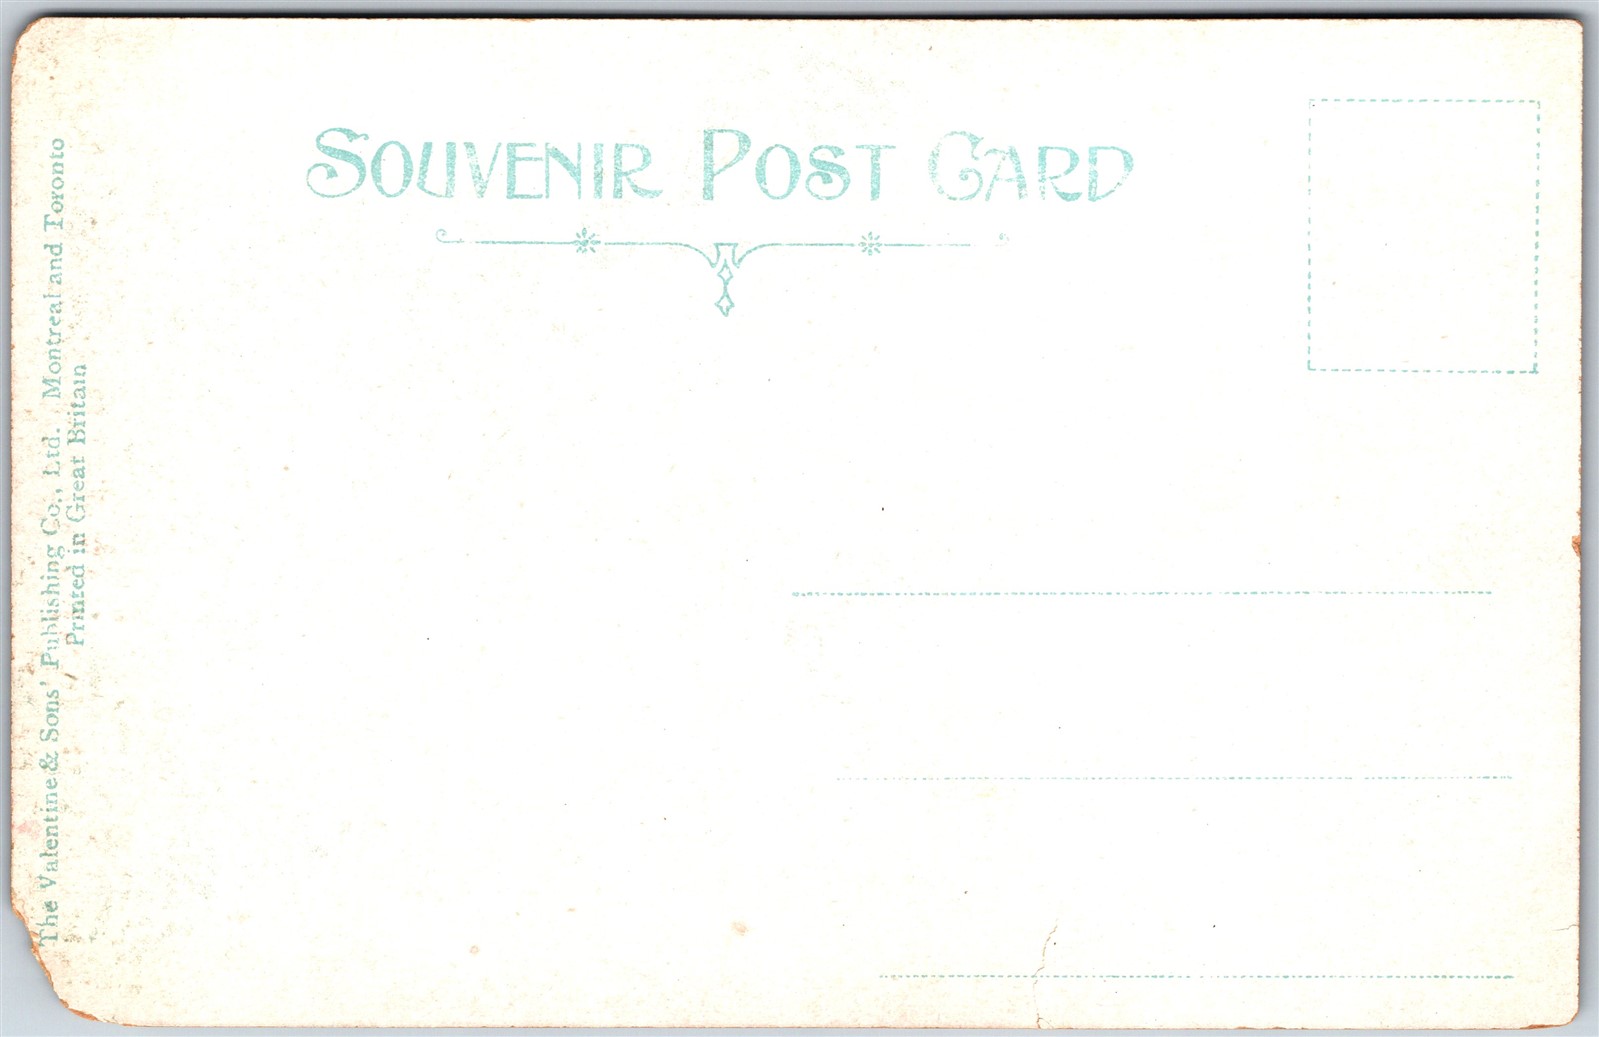 SOUVENIR POST CARD
The Valentine & Sons' Publishing Co., Ltd. Montreal and Toronto
Printed in Great Britain